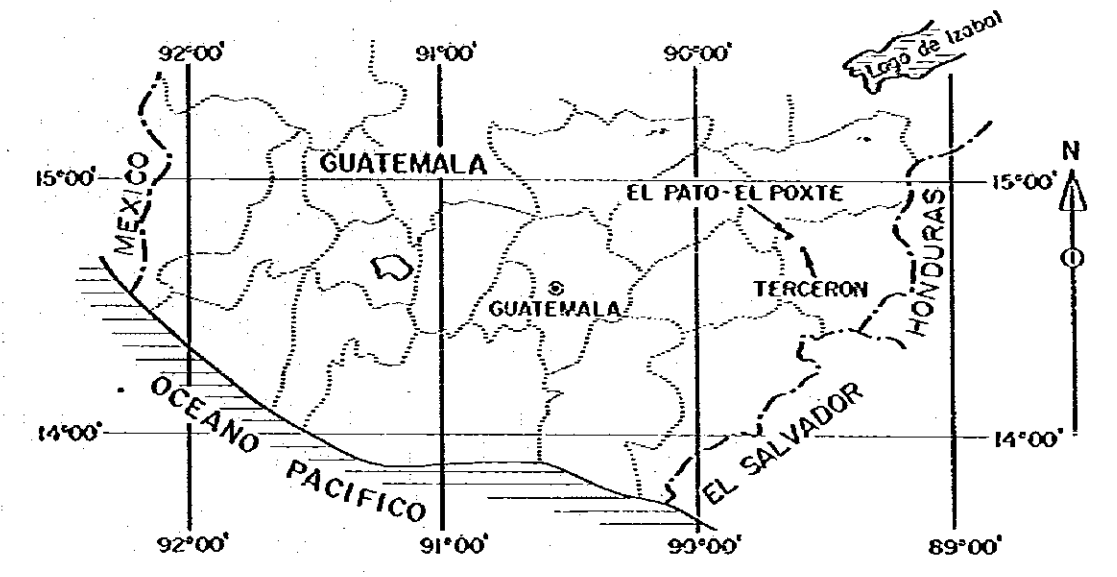 92°00'
91°00'
90°00'
Lago de Izabal
GUATEMALA
N
15°00'
MEXICO
15°00'
EL PATO-EL POXTE
HONDURAS
TERCERON
GUATEMALA
OCEANO PACIFICO
14°00'
EL SALVADOR
14°00'
92°00'
91°00'
90°00'
89°00'